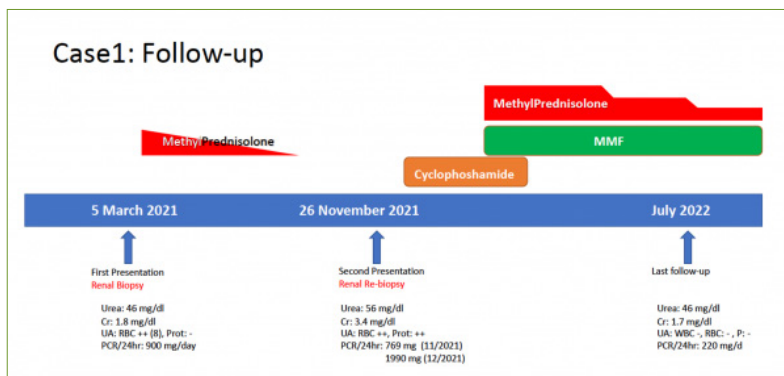 Case1: Follow-up
MethylPrednisolone
MethylPrednisolone
MMF
Cyclophoshamide
5 March 2021
26 November 2021
July 2022
First Presentation
Renal Biopsy
Urea: 46 mg/dl
Cr: 1.8 mg/dl
UA: RBC ++ (8), Prot: -
PCR/24hr: 900 mg/day
Second Presentation
Renal Re-biopsy
Urea: 56 mg/dl
Cr: 3.4 mg/dl
UA: RBC ++, Prot: ++
PCR/24hr: 769 mg (11/2021)
1990 mg (12/2021)
Last follow-up
Urea: 46 mg/dl
Cr: 1.7 mg/dl
UA: WBC -, RBC: - , P: -
PCR/24hr: 220 mg/d